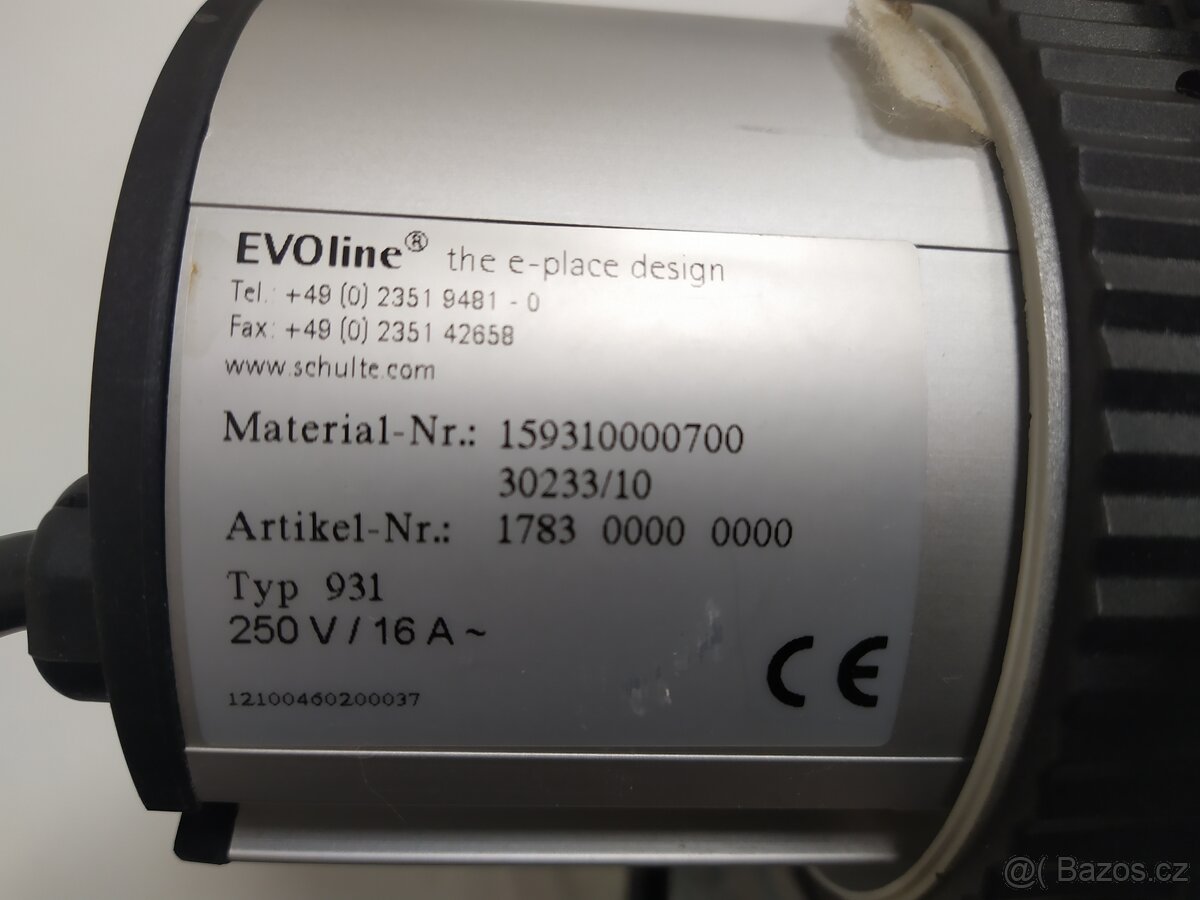 EVOline® the e-place design
Tel.: +49 (0) 2351 9481 - 0
Fax: +49 (0) 2351 42658
www.schulte.com
Material-Nr.: 159310000700
30233/10
Artikel-Nr.: 1783 0000 0000
Typ 931
250 V / 16 A ~
12100460200037
CE
@( Bazos.cz